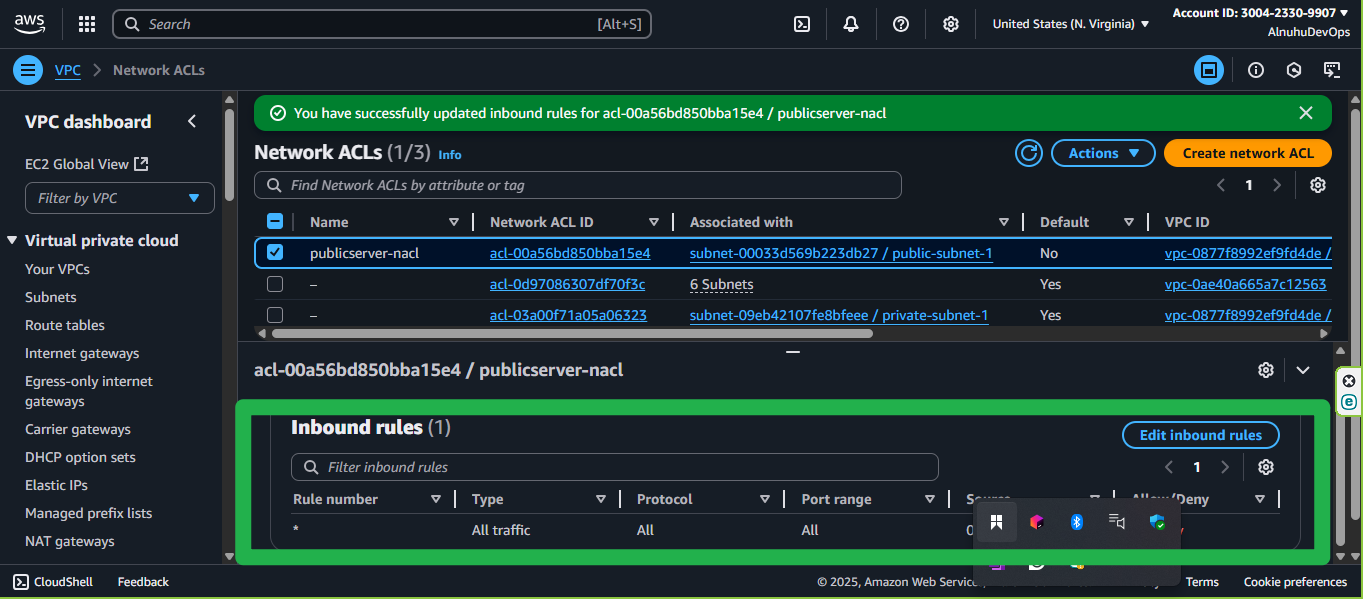 aws
Search [Alt+S]
United States (N. Virginia)
Account ID: 3004-2330-9907
AlnuhuDevOps
VPC
Network ACLs
VPC dashboard
EC2 Global View
Filter by VPC
Virtual private cloud
Your VPCs
Subnets
Route tables
Internet gateways
Egress-only internet
gateways
Carrier gateways
DHCP option sets
Elastic IPs
Managed prefix lists
NAT gateways
You have successfully updated inbound rules for acl-00a56bd850bba15e4 / publicserver-nacl
Network ACLs (1/3) Info
Actions
Create network ACL
Find Network ACLs by attribute or tag
1
Name Network ACL ID Associated with Default VPC ID
publicserver-nacl acl-00a56bd850bba15e4 subnet-00033d569b223db27 / public-subnet-1 No vpc-0877f8992ef9fd4de /
– acl-0d97086307df70f3c 6 Subnets Yes vpc-0ae40a665a7c12563
– acl-03a00f71a05a06323 subnet-09eb42107fe8bfeee / private-subnet-1 Yes vpc-0877f8992ef9fd4de /
acl-00a56bd850bba15e4 / publicserver-nacl
Inbound rules (1)
Edit inbound rules
Filter inbound rules
1
Rule number Type Protocol Port range Source Allow/Deny
* All traffic All All
CloudShell Feedback
© 2025, Amazon Web Services,
Terms Cookie preferences